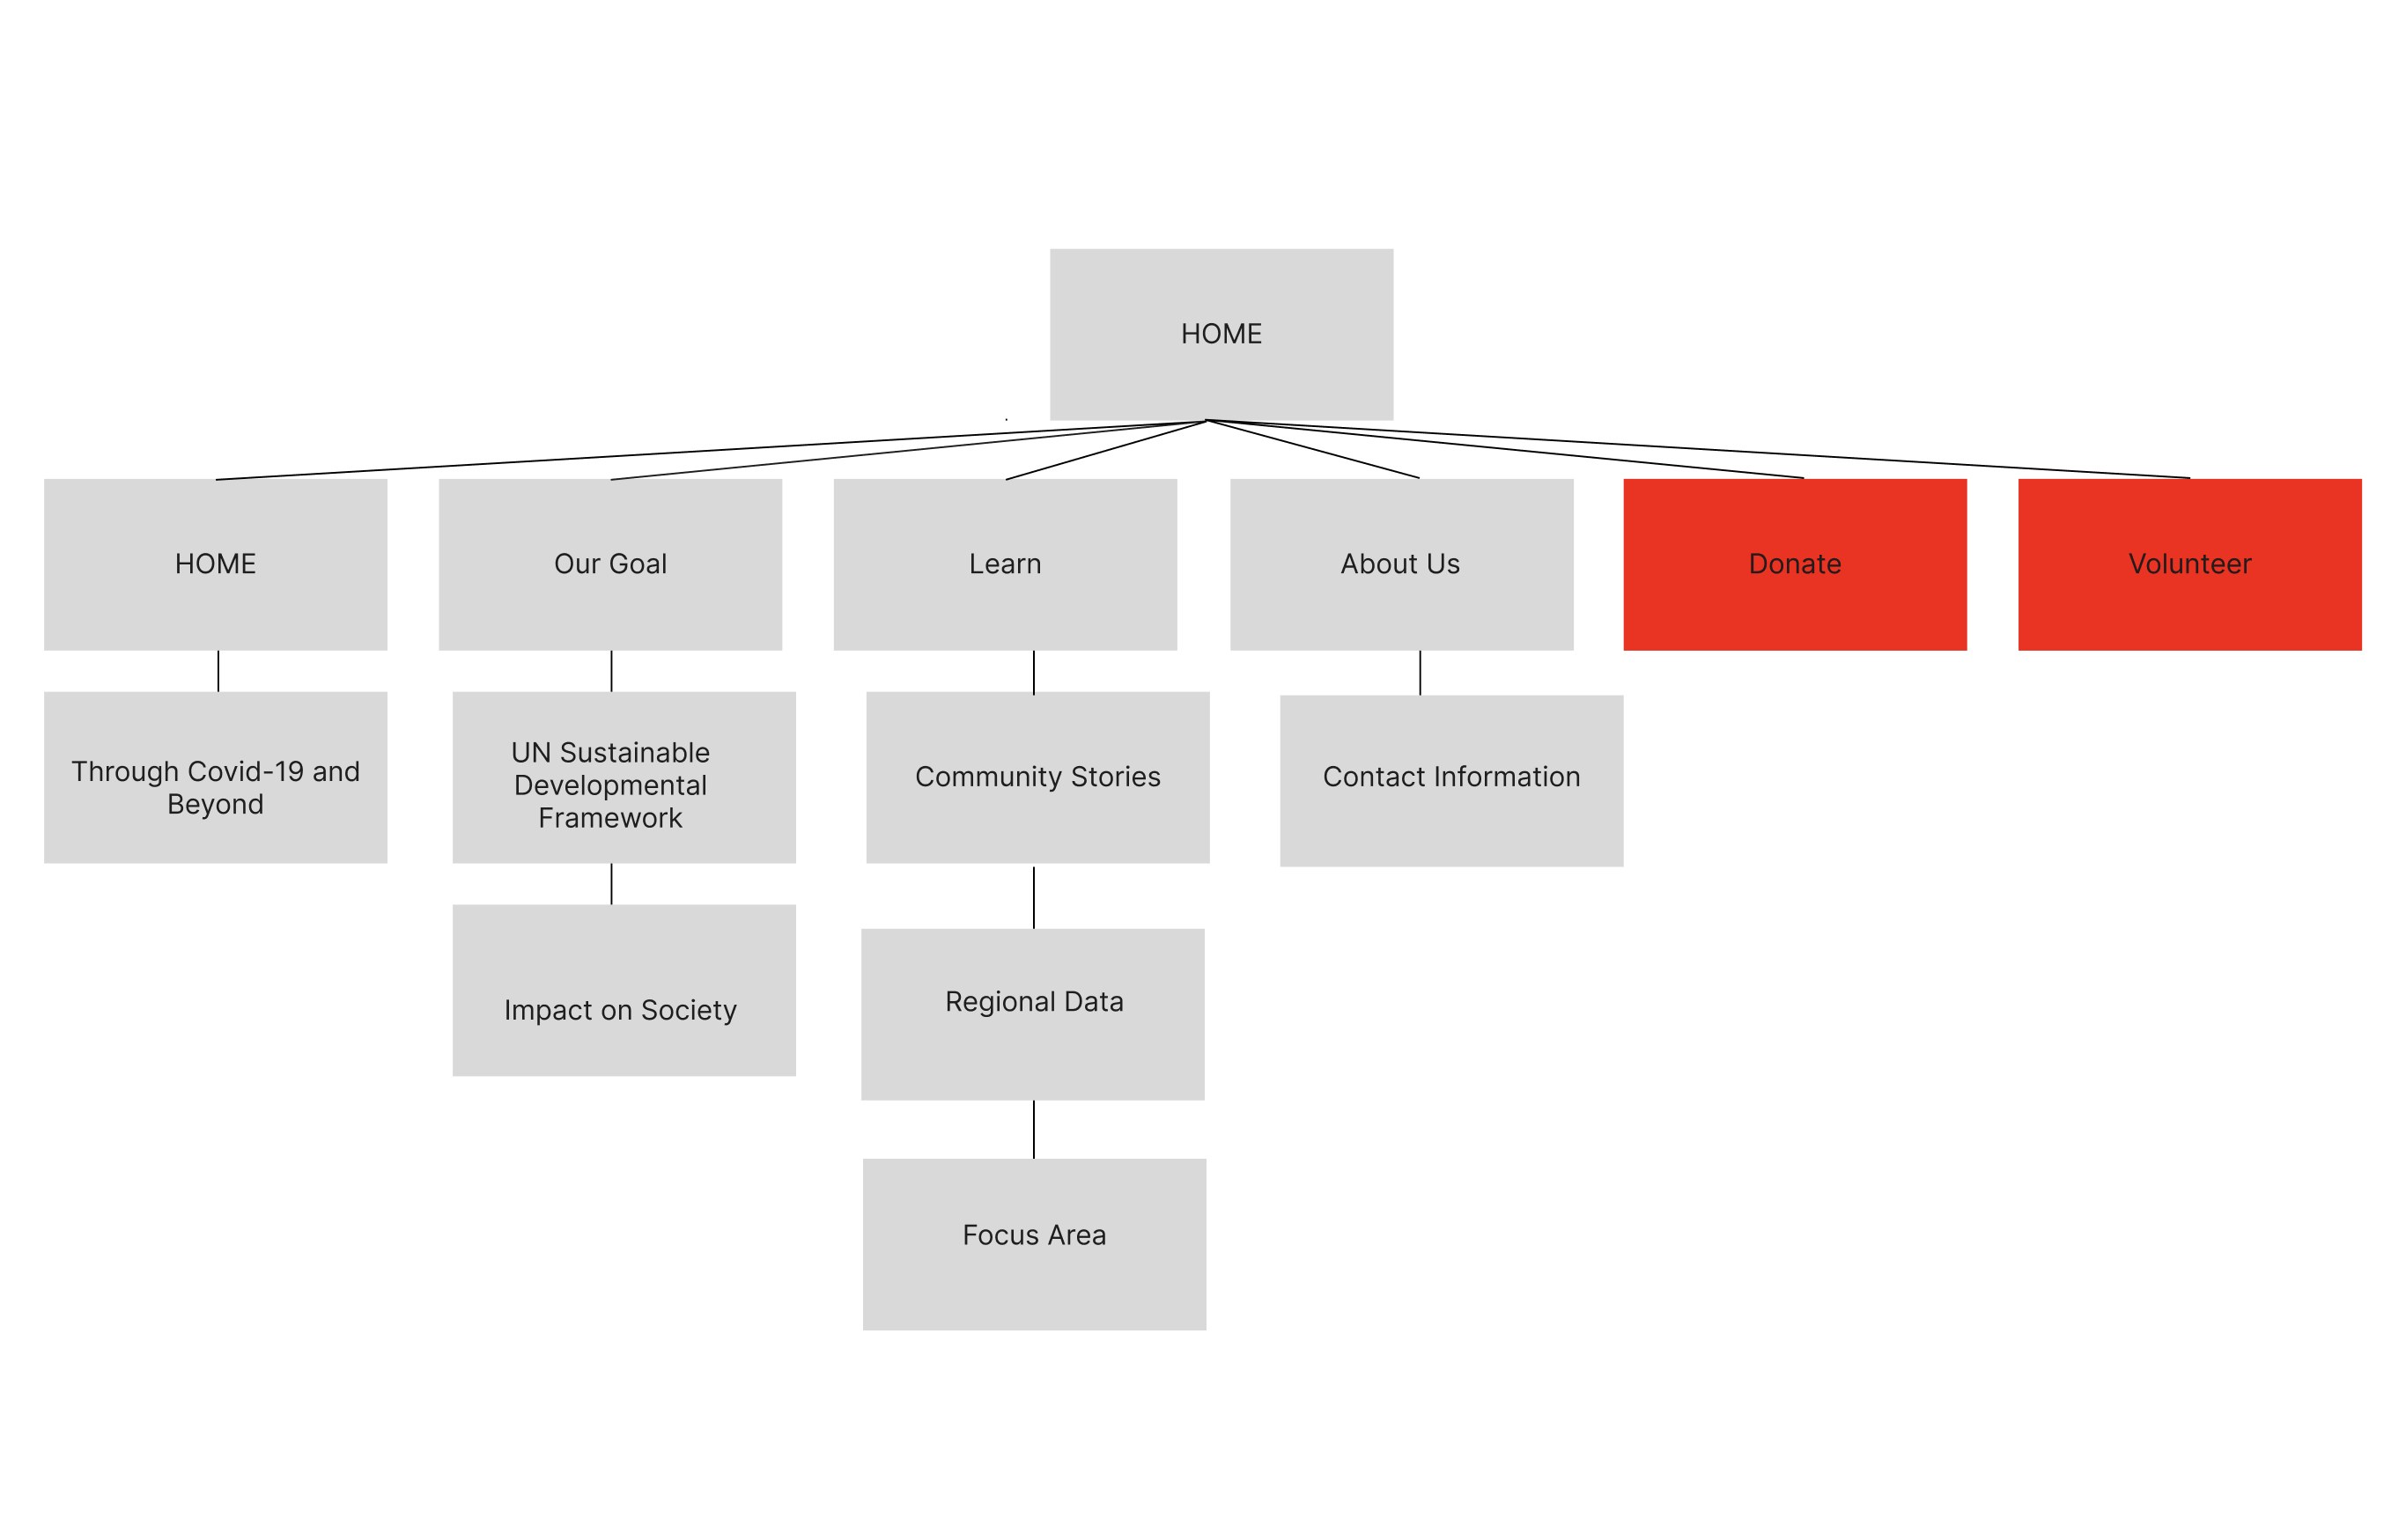 HOME
HOME
Our Goal
Learn
About Us
Donate
Volunteer
Through Covid-19 and
Beyond
UN Sustainable
Developmental
Framework
Community Stories
Contact Information
Impact on Society
Regional Data
Focus Area